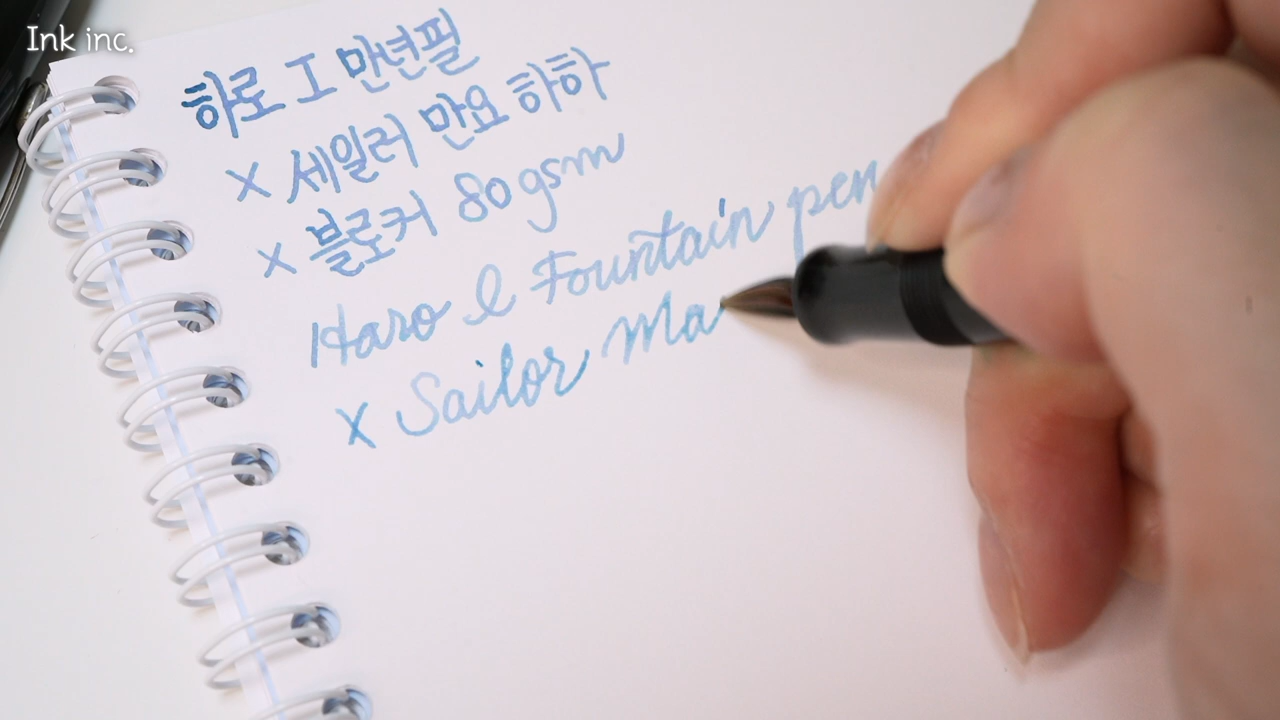 Ink inc.
하로 I 만년필
× 세일러 만요 하하
× 블로커 80gsm
Haro I Fountain pen
× Sailor Ma